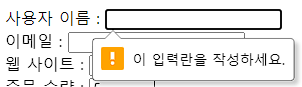 사용자 이름 :
이메일 :
이 입력란을 작성하세요.
웹 사이트 :